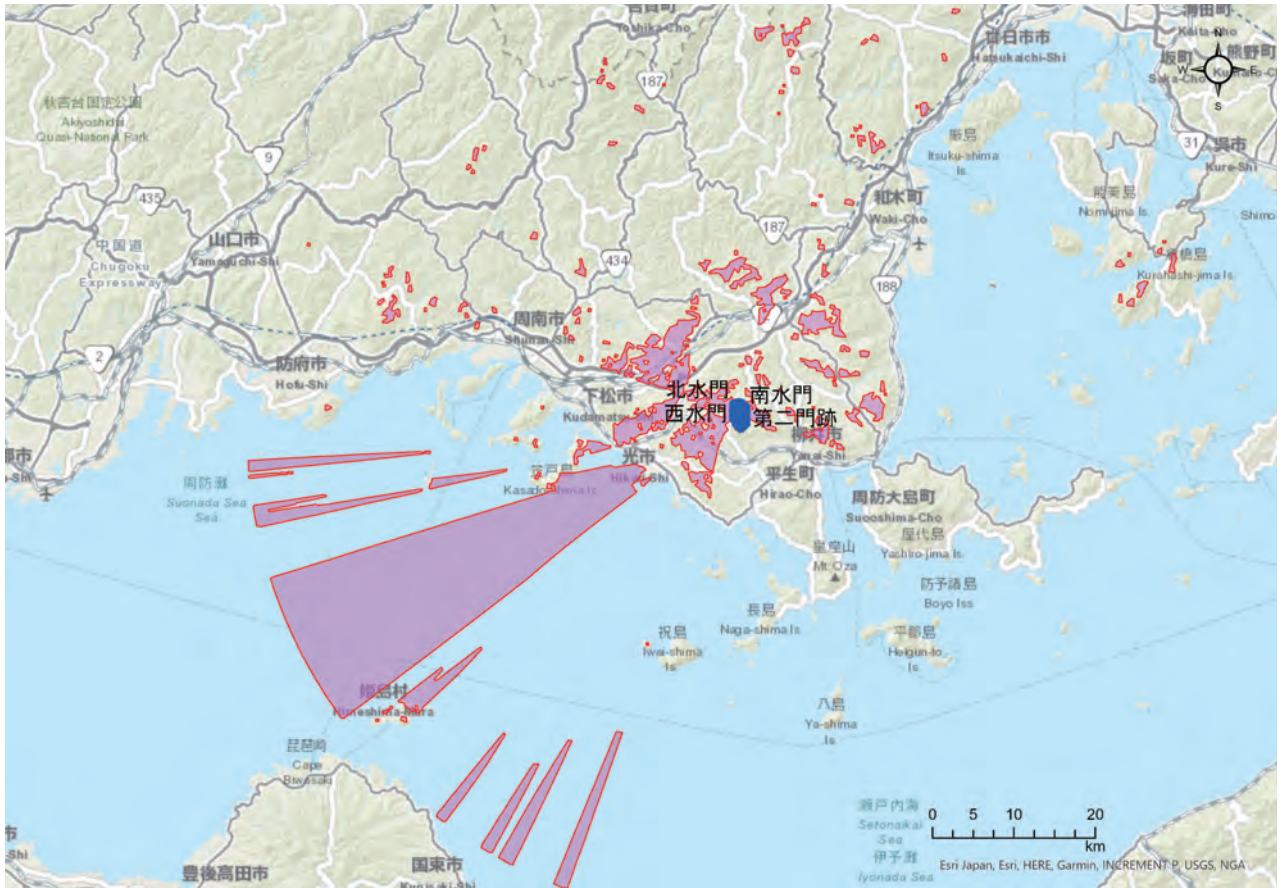 Yoshika-Cho
187
廿日市市
Hatsukaichi-Shi
Kaita-cho
坂町
Saka-Cho
熊野町
N
W
E
S
秋吉台国定公園
Akiyoshidai
Quasi-National Park
9
厳島
Itsuku-shima
Is.
31
呉市
Kure-Shi
435
和木町
Waki-Cho
能美島
Nomi-jima Is.
山口市
Yamaguchi-Shi
187
中国道
Chugoku
Expressway
434
倉橋島
Kurahashi-jima Is.
188
周南市
Shunan-Shi
2
防府市
Hofu-Shi
下松市
Kudamatsu
北水門
南水門
西水門
第二門跡
柳井市
Yanai-Shi
光市
Hikari-Shi
笠戸島
Kasado-shima Is.
平生町
Hirao-Cho
周防灘
Suonada Sea
Sea
周防大島町
Suooshima-Cho
屋代島
Yashiro-jima Is.
皇座山
Mt Oza
防予諸島
Boyo Iss
長島
Naga-shima Is.
祝島
Iwai-shima
Is.
平郡島
Heigun-to
Is.
姫島村
Himeshima-Mura
八島
Ya-shima
Is.
琵琶崎
Cape
Biwasaki
瀬戸内海
Setonaikai
Sea
伊予灘
Iyonada Sea
0 5 10 20
km
国東市
Kunisaki-Shi
豊後高田市
Esri Japan, Esri, HERE, Garmin, INCREMENT P, USGS, NGA